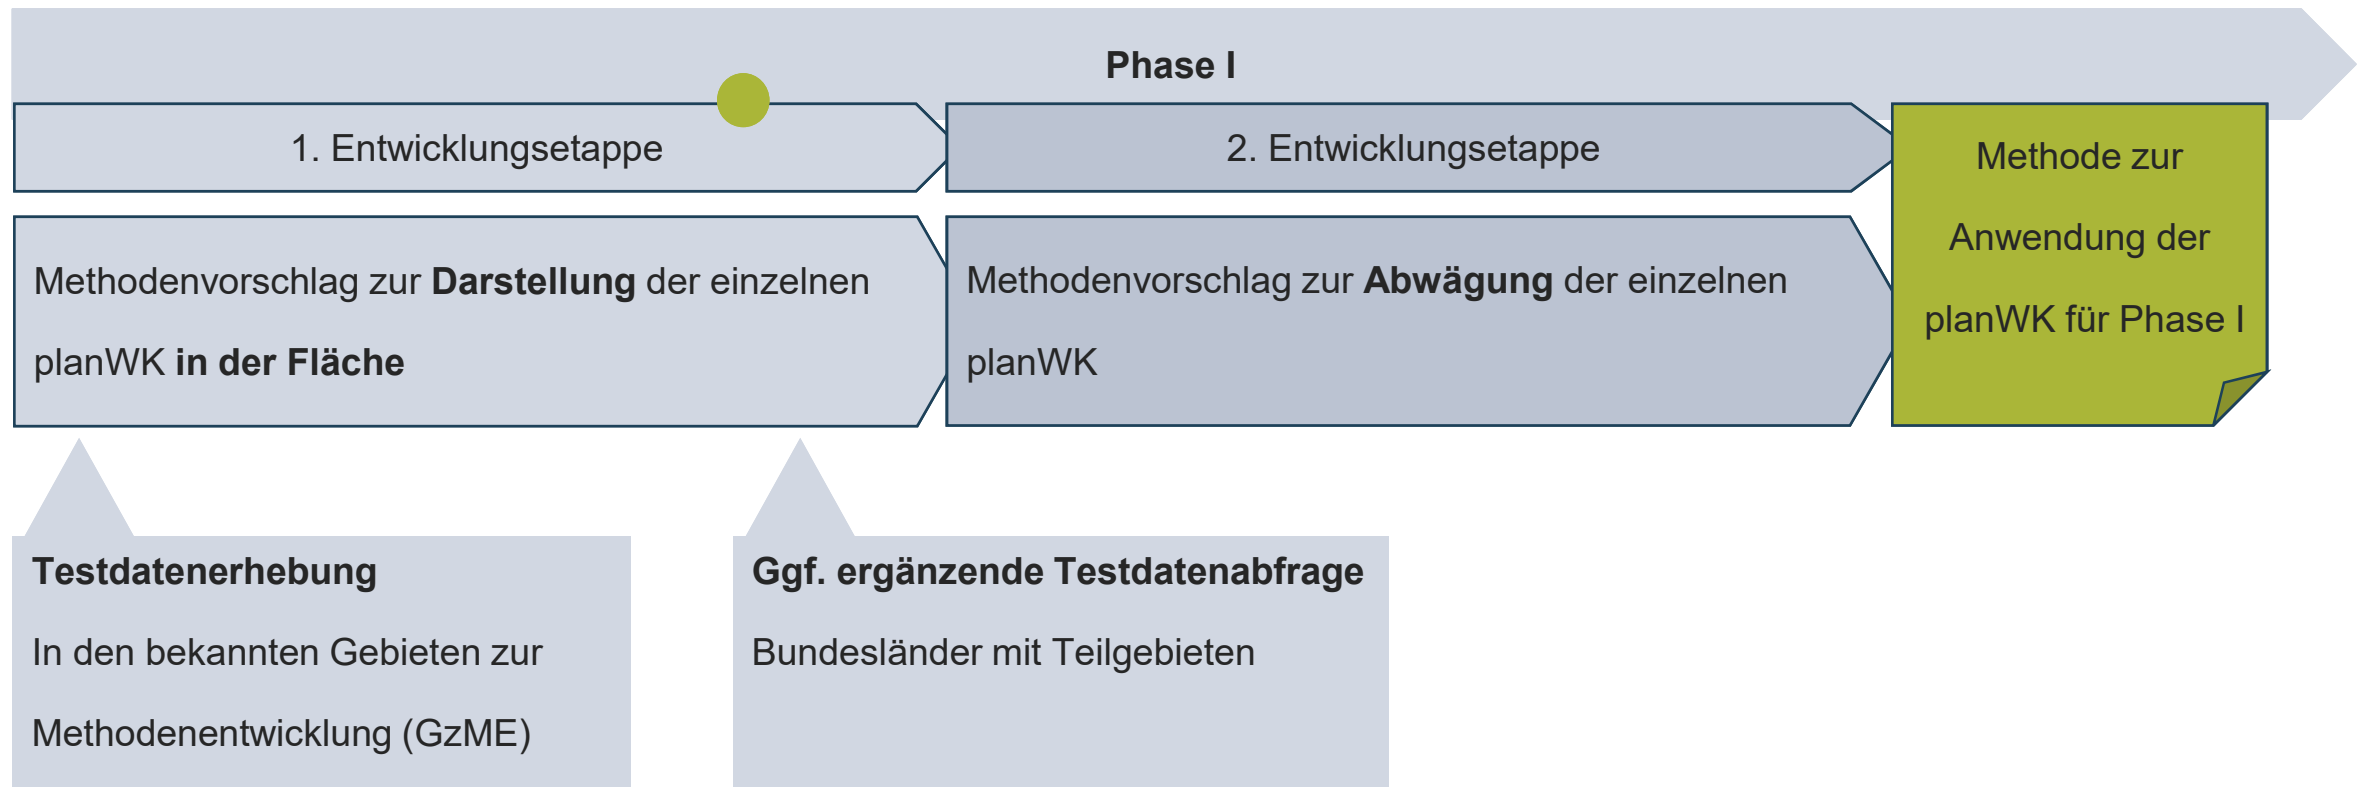 Phase I
1. Entwicklungsetappe
2. Entwicklungsetappe
Methode zur
Anwendung der
planWK für Phase I
Methodenvorschlag zur Darstellung der einzelnen
planWK in der Fläche
Methodenvorschlag zur Abwägung der einzelnen
planWK
Testdatenerhebung
In den bekannten Gebieten zur
Methodenentwicklung (GzME)
Ggf. ergänzende Testdatenabfrage
Bundesländer mit Teilgebieten